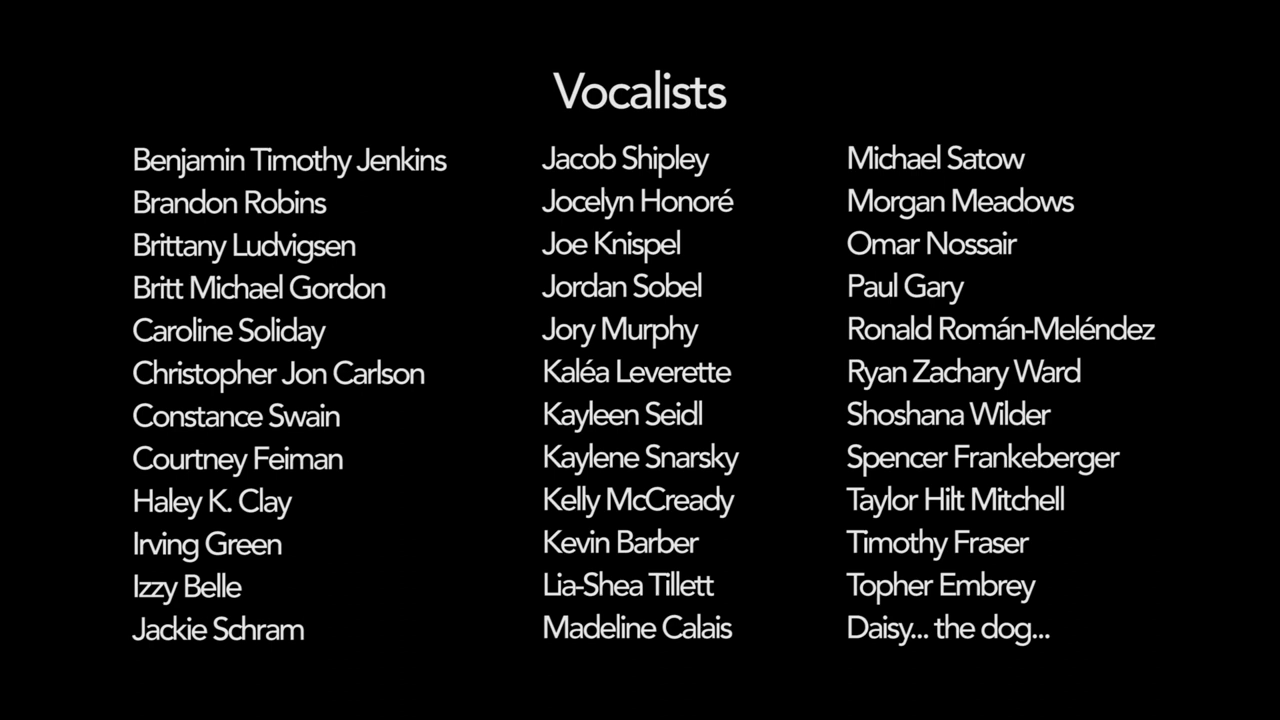 Vocalists
Benjamin Timothy Jenkins
Brandon Robins
Brittany Ludvigsen
Britt Michael Gordon
Caroline Soliday
Christopher Jon Carlson
Constance Swain
Courtney Feiman
Haley K. Clay
Irving Green
Izzy Belle
Jackie Schram
Jacob Shipley
Jocelyn Honoré
Joe Knispel
Jordan Sobel
Jory Murphy
Kaléa Leverette
Kayleen Seidl
Kaylene Snarsky
Kelly McCready
Kevin Barber
Lia-Shea Tillett
Madeline Calais
Michael Satow
Morgan Meadows
Omar Nossair
Paul Gary
Ronald Román-Meléndez
Ryan Zachary Ward
Shoshana Wilder
Spencer Frankeberger
Taylor Hilt Mitchell
Timothy Fraser
Topher Embrey
Daisy... the dog...